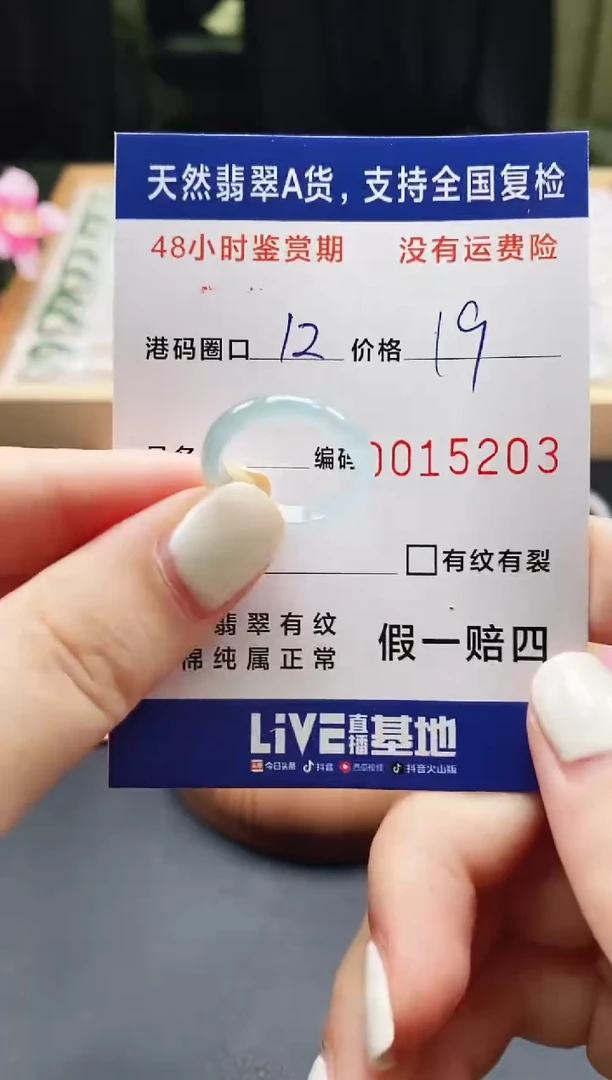 天然翡翠A货，支持全国复检
48小时鉴赏期 没有运费险
港码圈口 12 价格 19
编码 0015203
□有纹有裂
翡翠有纹 假一赔四
棉纯属正常
LiVE直播基地
今日头条 抖音 西瓜视频 抖音火山版